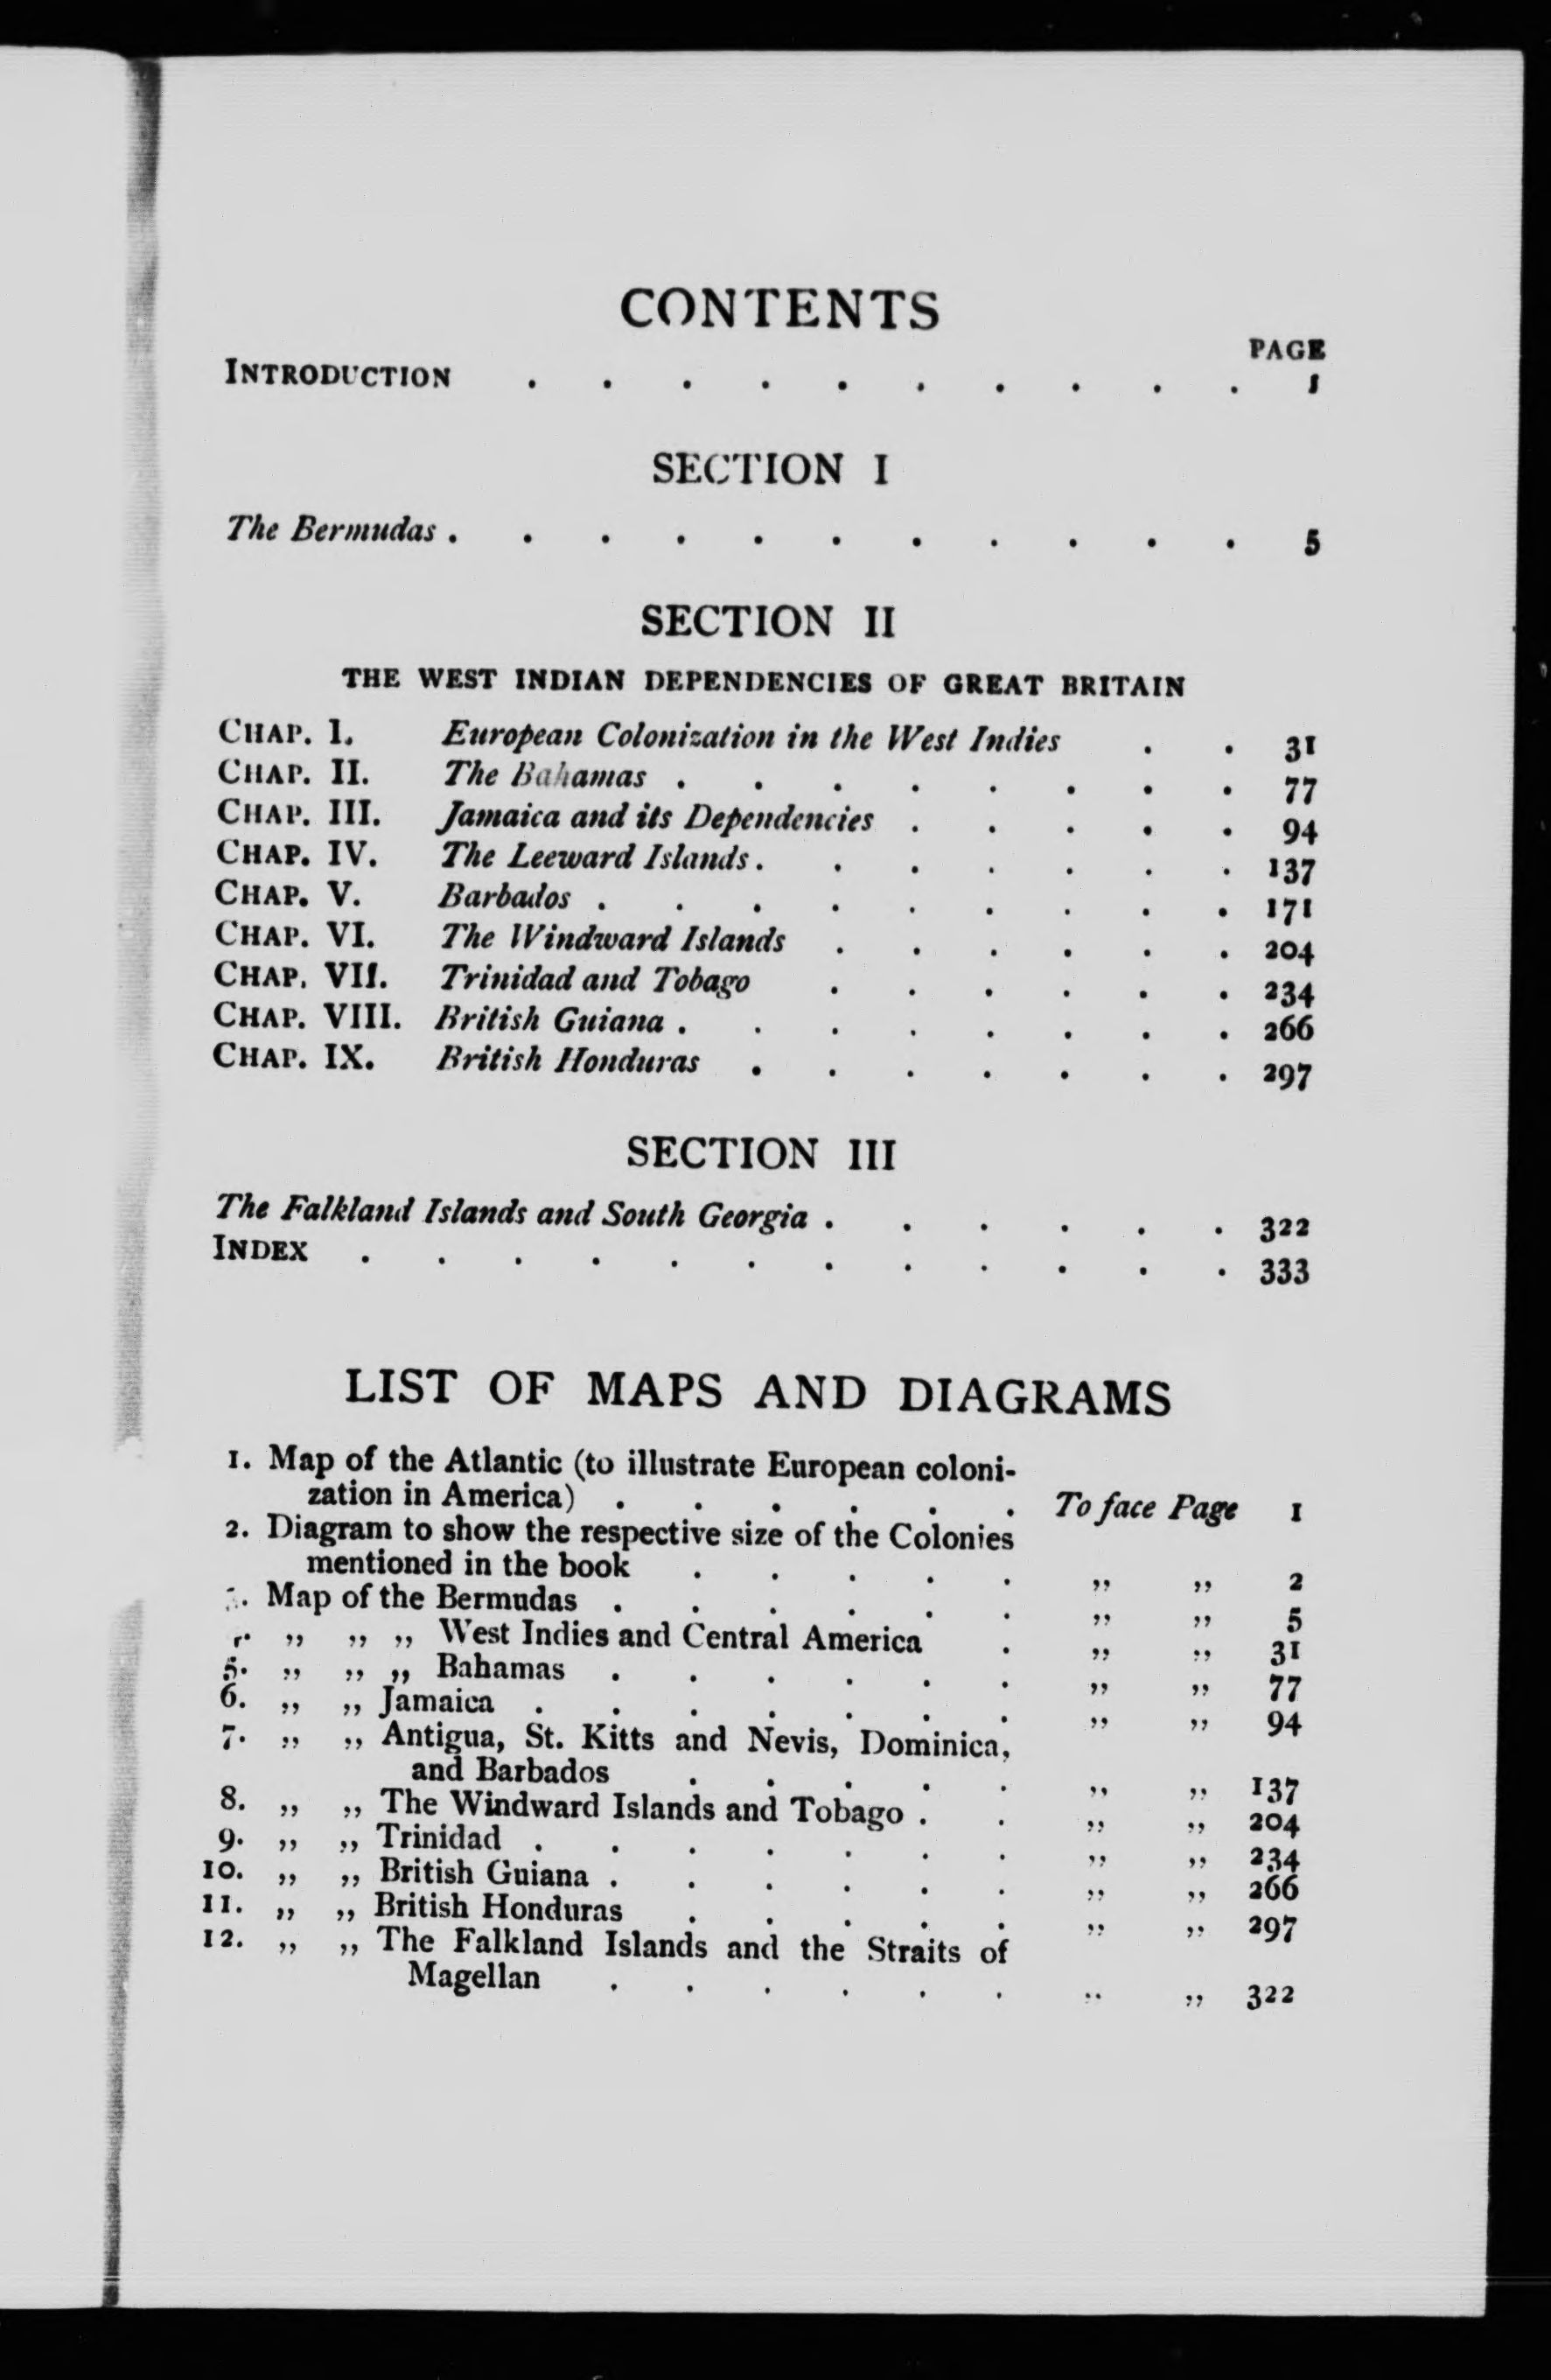 CONTENTS
PAGE
INTRODUCTION . . . . . . . . . . 1
SECTION I
The Bermudas . . . . . . . . . . . 5
SECTION II
THE WEST INDIAN DEPENDENCIES OF GREAT BRITAIN
CHAP. I. European Colonization in the West Indies . . 31
CHAP. II. The Bahamas . . . . . . . . 77
CHAP. III. Jamaica and its Dependencies . . . . . 94
CHAP. IV. The Leeward Islands . . . . . . . 137
CHAP. V. Barbados . . . . . . . . . 171
CHAP. VI. The Windward Islands . . . . . . 204
CHAP. VII. Trinidad and Tobago . . . . . . 234
CHAP. VIII. British Guiana . . . . . . . . 266
CHAP. IX. British Honduras . . . . . . . 297
SECTION III
The Falkland Islands and South Georgia . . . . . . 322
INDEX . . . . . . . . . . . . 333
LIST OF MAPS AND DIAGRAMS
1. Map of the Atlantic (to illustrate European coloni-
zation in America) . . . . . . To face Page 1
2. Diagram to show the respective size of the Colonies
mentioned in the book . . . . . „ „ 2
3. Map of the Bermudas . . . . . . „ „ 5
„ „ „ West Indies and Central America . „ „ 31
5. „ „ „ Bahamas . . . . . . „ „ 77
6. „ „ Jamaica . . . . . . . „ „ 94
7. „ „ Antigua, St. Kitts and Nevis, Dominica,
and Barbados . . . . . „ „ 137
8. „ „ The Windward Islands and Tobago . . „ „ 204
9. „ „ Trinidad . . . . . . . „ „ 234
10. „ „ British Guiana . . . . . . „ „ 266
11. „ „ British Honduras . . . . . „ „ 297
12. „ „ The Falkland Islands and the Straits of
Magellan . . . . . . „ „ 322